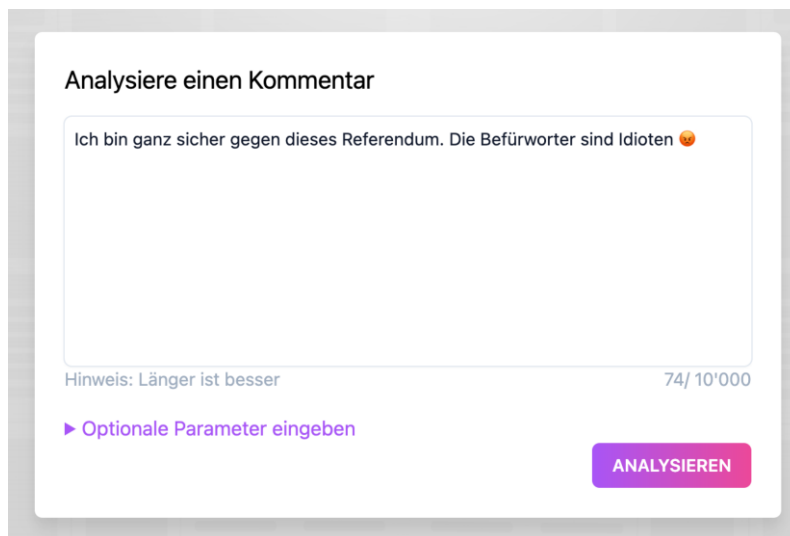 Analysiere einen Kommentar
Ich bin ganz sicher gegen dieses Referendum. Die Befürworter sind Idioten 😡
Hinweis: Länger ist besser 74/ 10'000
▶ Optionale Parameter eingeben
ANALYSIEREN